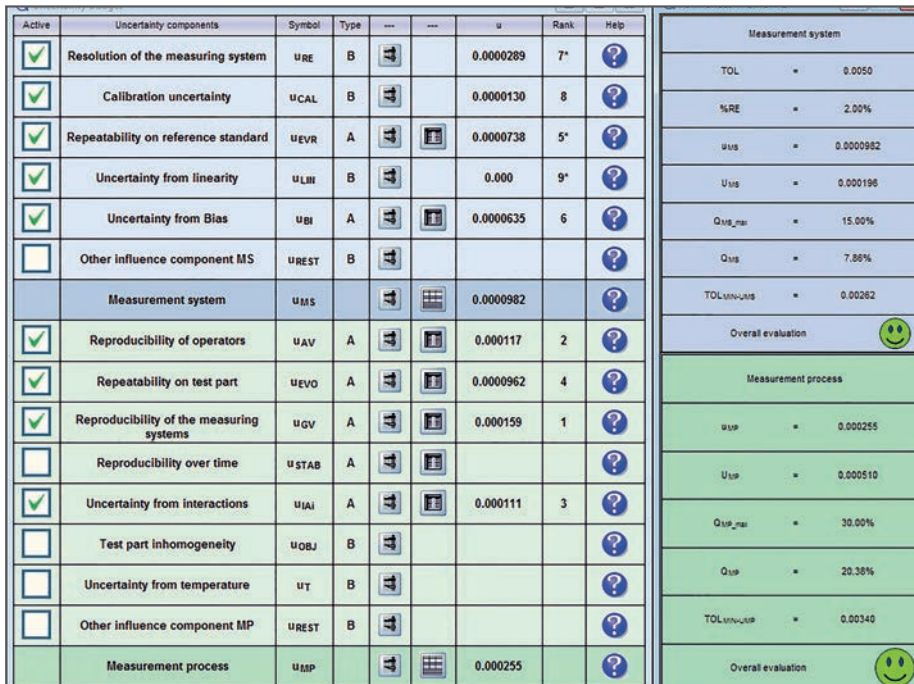 Active Uncertainty components Symbol Type --- --- u Rank Help
Resolution of the measuring system uRE B 0.0000289 7*
Calibration uncertainty uCAL B 0.0000130 8
Repeatability on reference standard uEVR A 0.0000738 5*
Uncertainty from linearity uLIN B 0.000 9*
Uncertainty from Bias uBI A 0.0000635 6
Other influence component MS uREST B
Measurement system uMS 0.0000982
Reproducibility of operators uAV A 0.000117 2
Repeatability on test part uEVO A 0.0000962 4
Reproducibility of the measuring
systems uGV A 0.000159 1
Reproducibility over time uSTAB A
Uncertainty from interactions uIAi A 0.000111 3
Test part inhomogeneity uOBJ B
Uncertainty from temperature uT B
Other influence component MP uREST B
Measurement process uMP 0.000255
Measurement system
TOL = 0.0050
%RE = 2.00%
uMS = 0.0000982
UMS = 0.000196
QMS_max = 15.00%
QMS = 7.86%
TOLMIN-UMS = 0.00262
Overall evaluation
Measurement process
uMP = 0.000255
UMP = 0.000510
QMP_max = 30.00%
QMP = 20.38%
TOLMIN-UMP = 0.00340
Overall evaluation